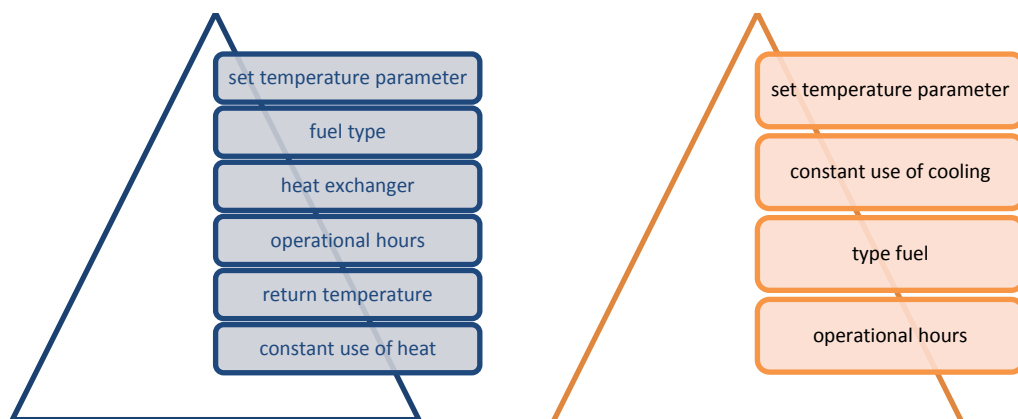 set temperature parameter
fuel type
heat exchanger
operational hours
return temperature
constant use of heat
set temperature parameter
constant use of cooling
type fuel
operational hours